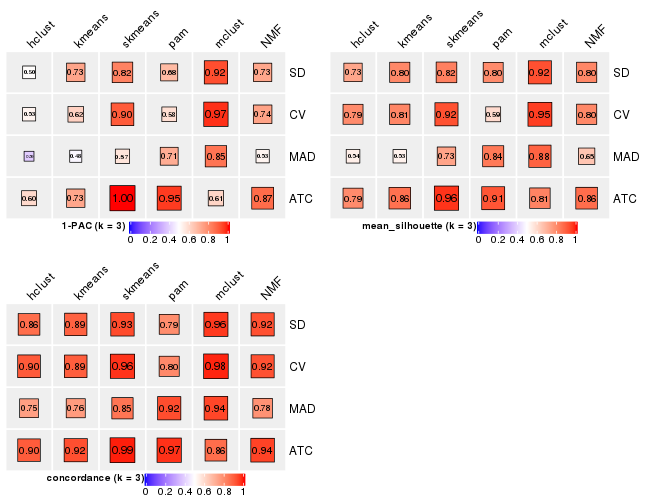 hclust kmeans skmeans pam mclust NMF
0.50 0.73 0.82 0.68 0.92 0.73 SD
0.53 0.62 0.90 0.58 0.97 0.74 CV
0.48 0.57 0.71 0.85 0.53 MAD
0.60 0.73 1.00 0.95 0.61 0.87 ATC
1-PAC (k = 3)
0 0.2 0.4 0.6 0.8 1
hclust kmeans skmeans pam mclust NMF
0.73 0.80 0.82 0.80 0.92 0.80 SD
0.79 0.81 0.92 0.59 0.95 0.80 CV
0.54 0.53 0.73 0.84 0.88 0.65 MAD
0.79 0.86 0.96 0.91 0.81 0.86 ATC
mean_silhouette (k = 3)
0 0.2 0.4 0.6 0.8 1
hclust kmeans skmeans pam mclust NMF
0.86 0.89 0.93 0.79 0.96 0.92 SD
0.90 0.89 0.96 0.80 0.98 0.92 CV
0.75 0.76 0.85 0.92 0.94 0.78 MAD
0.90 0.92 0.99 0.97 0.86 0.94 ATC
concordance (k = 3)
0 0.2 0.4 0.6 0.8 1